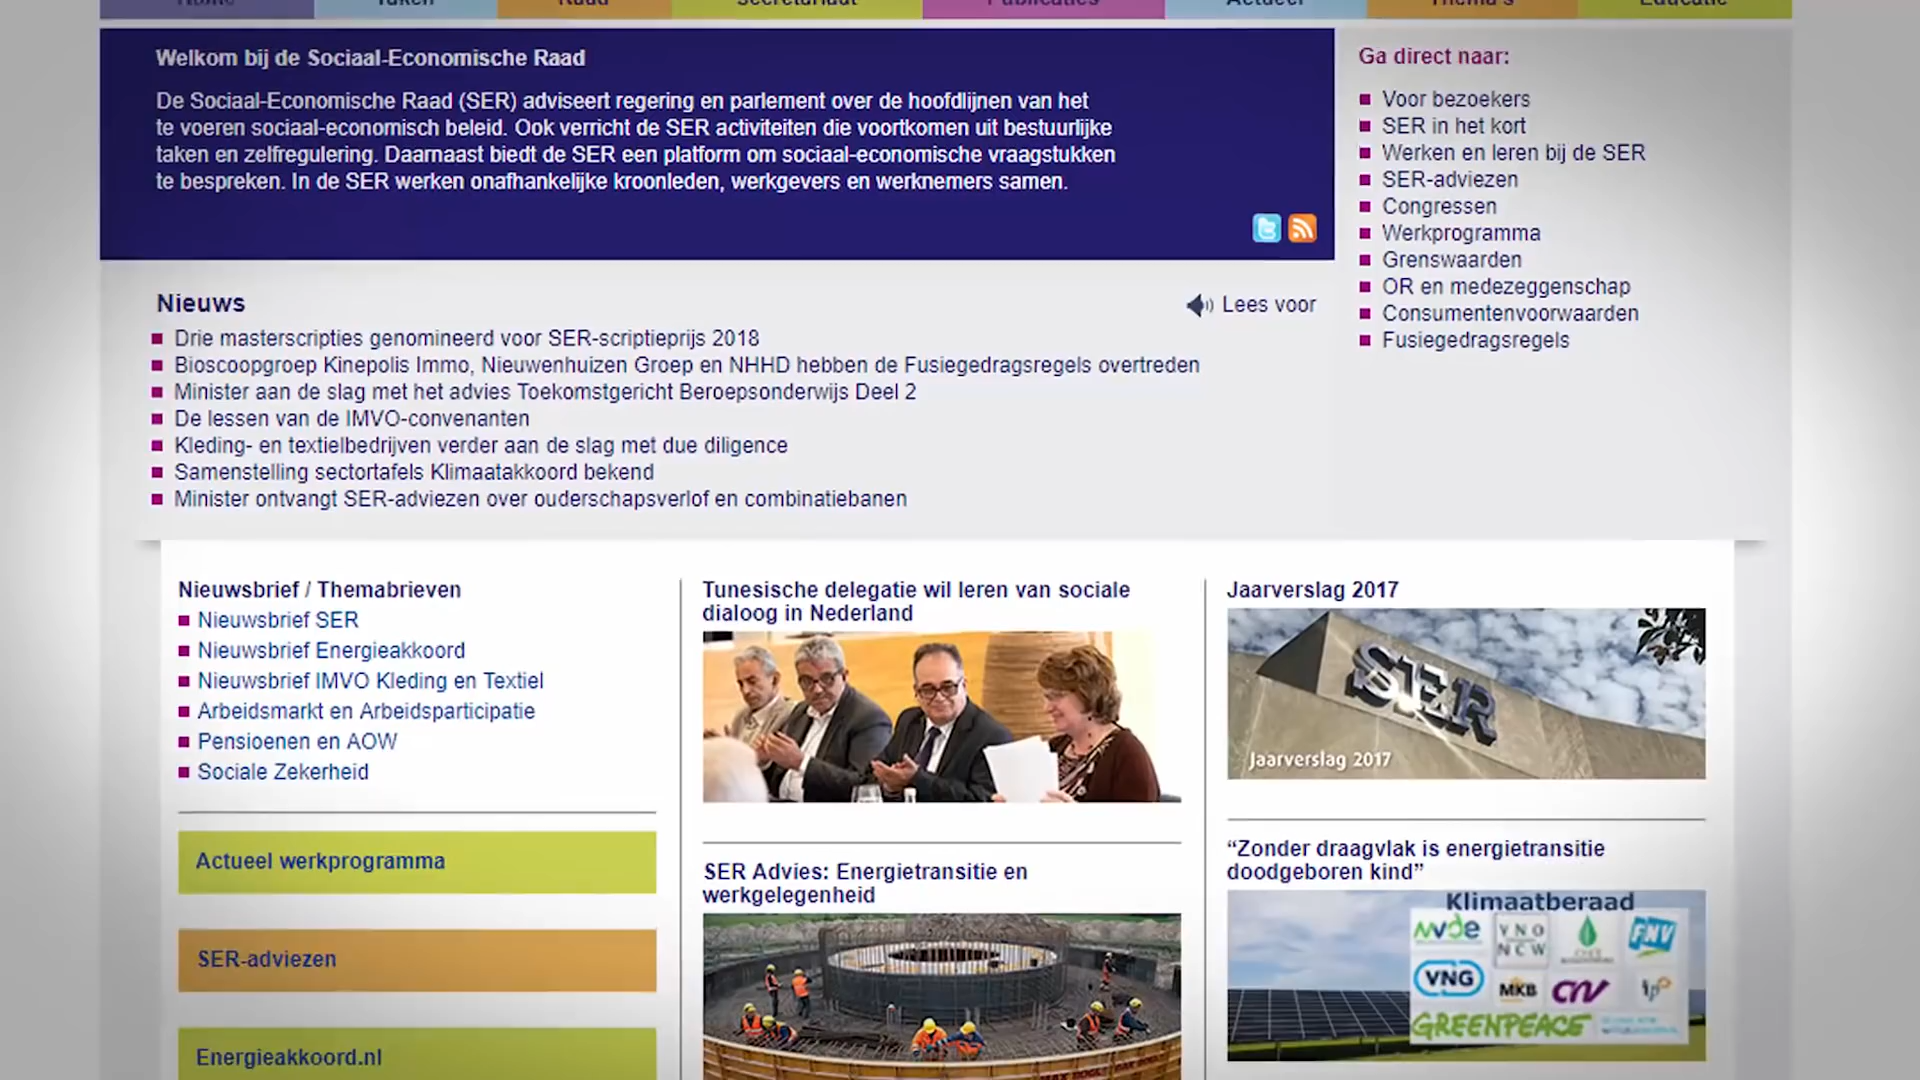 Home Taken Raad Secretariaat Publicaties Actueel Thema's Educatie
Welkom bij de Sociaal-Economische Raad
De Sociaal-Economische Raad (SER) adviseert regering en parlement over de hoofdlijnen van het
te voeren sociaal-economisch beleid. Ook verricht de SER activiteiten die voortkomen uit bestuurlijke
taken en zelfregulering. Daarnaast biedt de SER een platform om sociaal-economische vraagstukken
te bespreken. In de SER werken onafhankelijke kroonleden, werkgevers en werknemers samen.
Ga direct naar:
Voor bezoekers
SER in het kort
Werken en leren bij de SER
SER-adviezen
Congressen
Werkprogramma
Grenswaarden
OR en medezeggenschap
Consumentenvoorwaarden
Fusiegedragsregels
Nieuws
Lees voor
Drie masterscripties genomineerd voor SER-scriptieprijs 2018
Bioscoopgroep Kinepolis Immo, Nieuwenhuizen Groep en NHHD hebben de Fusiegedragsregels overtreden
Minister aan de slag met het advies Toekomstgericht Beroepsonderwijs Deel 2
De lessen van de IMVO-convenanten
Kleding- en textielbedrijven verder aan de slag met due diligence
Samenstelling sectortafels Klimaatakkoord bekend
Minister ontvangt SER-adviezen over ouderschapsverlof en combinatiebanen
Nieuwsbrief / Themabrieven
Nieuwsbrief SER
Nieuwsbrief Energieakkoord
Nieuwsbrief IMVO Kleding en Textiel
Arbeidsmarkt en Arbeidsparticipatie
Pensioenen en AOW
Sociale Zekerheid
Actueel werkprogramma
SER-adviezen
Energieakkoord.nl
Tunesische delegatie wil leren van sociale
dialoog in Nederland
SER Advies: Energietransitie en
werkgelegenheid
Jaarverslag 2017
SER
Jaarverslag 2017
“Zonder draagvlak is energietransitie
doodgeboren kind”
Klimaatberaad
nvde VNO NCW FNV
VNG MKB CNV ipo
GREENPEACE